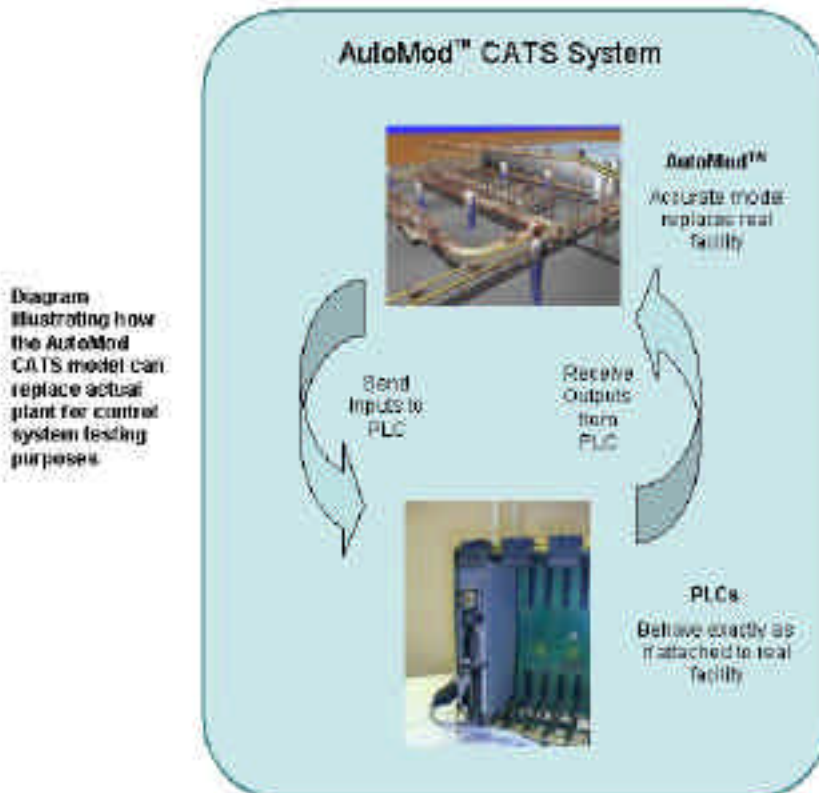 AutoMod™ CATS System
AutoMod™
Accurate model
replaces real
facility
Diagram
illustrating how
the AutoMod
CATS model can
replace actual
plant for control
system testing
purposes
Send
Inputs to
PLC
Receive
Outputs
from
PLC
PLCs
Behave exactly as
if attached to real
facility